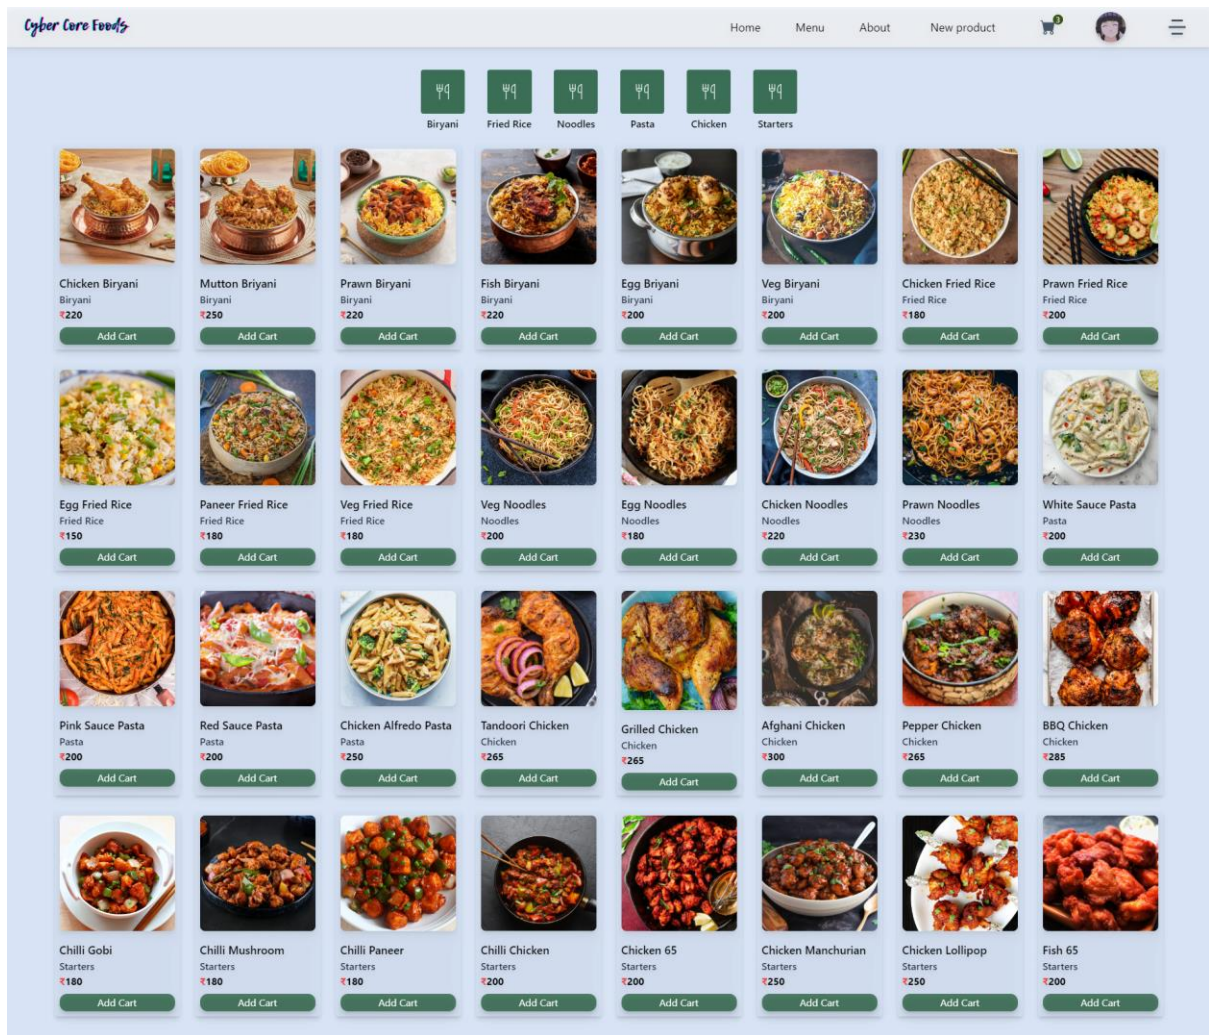 Cyber Core Foods
Home Menu About New product 3
Biryani Fried Rice Noodles Pasta Chicken Starters
Chicken Biryani
Biryani
₹220
Add Cart
Mutton Briyani
Biryani
₹250
Add Cart
Prawn Biryani
Biryani
₹220
Add Cart
Fish Biryani
Biryani
₹220
Add Cart
Egg Briyani
Biryani
₹200
Add Cart
Veg Biryani
Biryani
₹200
Add Cart
Chicken Fried Rice
Fried Rice
₹180
Add Cart
Prawn Fried Rice
Fried Rice
₹200
Add Cart
Egg Fried Rice
Fried Rice
₹150
Add Cart
Paneer Fried Rice
Fried Rice
₹180
Add Cart
Veg Fried Rice
Fried Rice
₹180
Add Cart
Veg Noodles
Noodles
₹200
Add Cart
Egg Noodles
Noodles
₹180
Add Cart
Chicken Noodles
Noodles
₹220
Add Cart
Prawn Noodles
Noodles
₹230
Add Cart
White Sauce Pasta
Pasta
₹200
Add Cart
Pink Sauce Pasta
Pasta
₹200
Add Cart
Red Sauce Pasta
Pasta
₹200
Add Cart
Chicken Alfredo Pasta
Pasta
₹250
Add Cart
Tandoori Chicken
Chicken
₹265
Add Cart
Grilled Chicken
Chicken
₹265
Add Cart
Afghani Chicken
Chicken
₹300
Add Cart
Pepper Chicken
Chicken
₹265
Add Cart
BBQ Chicken
Chicken
₹285
Add Cart
Chilli Gobi
Starters
₹180
Add Cart
Chilli Mushroom
Starters
₹180
Add Cart
Chilli Paneer
Starters
₹180
Add Cart
Chilli Chicken
Starters
₹200
Add Cart
Chicken 65
Starters
₹200
Add Cart
Chicken Manchurian
Starters
₹250
Add Cart
Chicken Lollipop
Starters
₹250
Add Cart
Fish 65
Starters
₹200
Add Cart